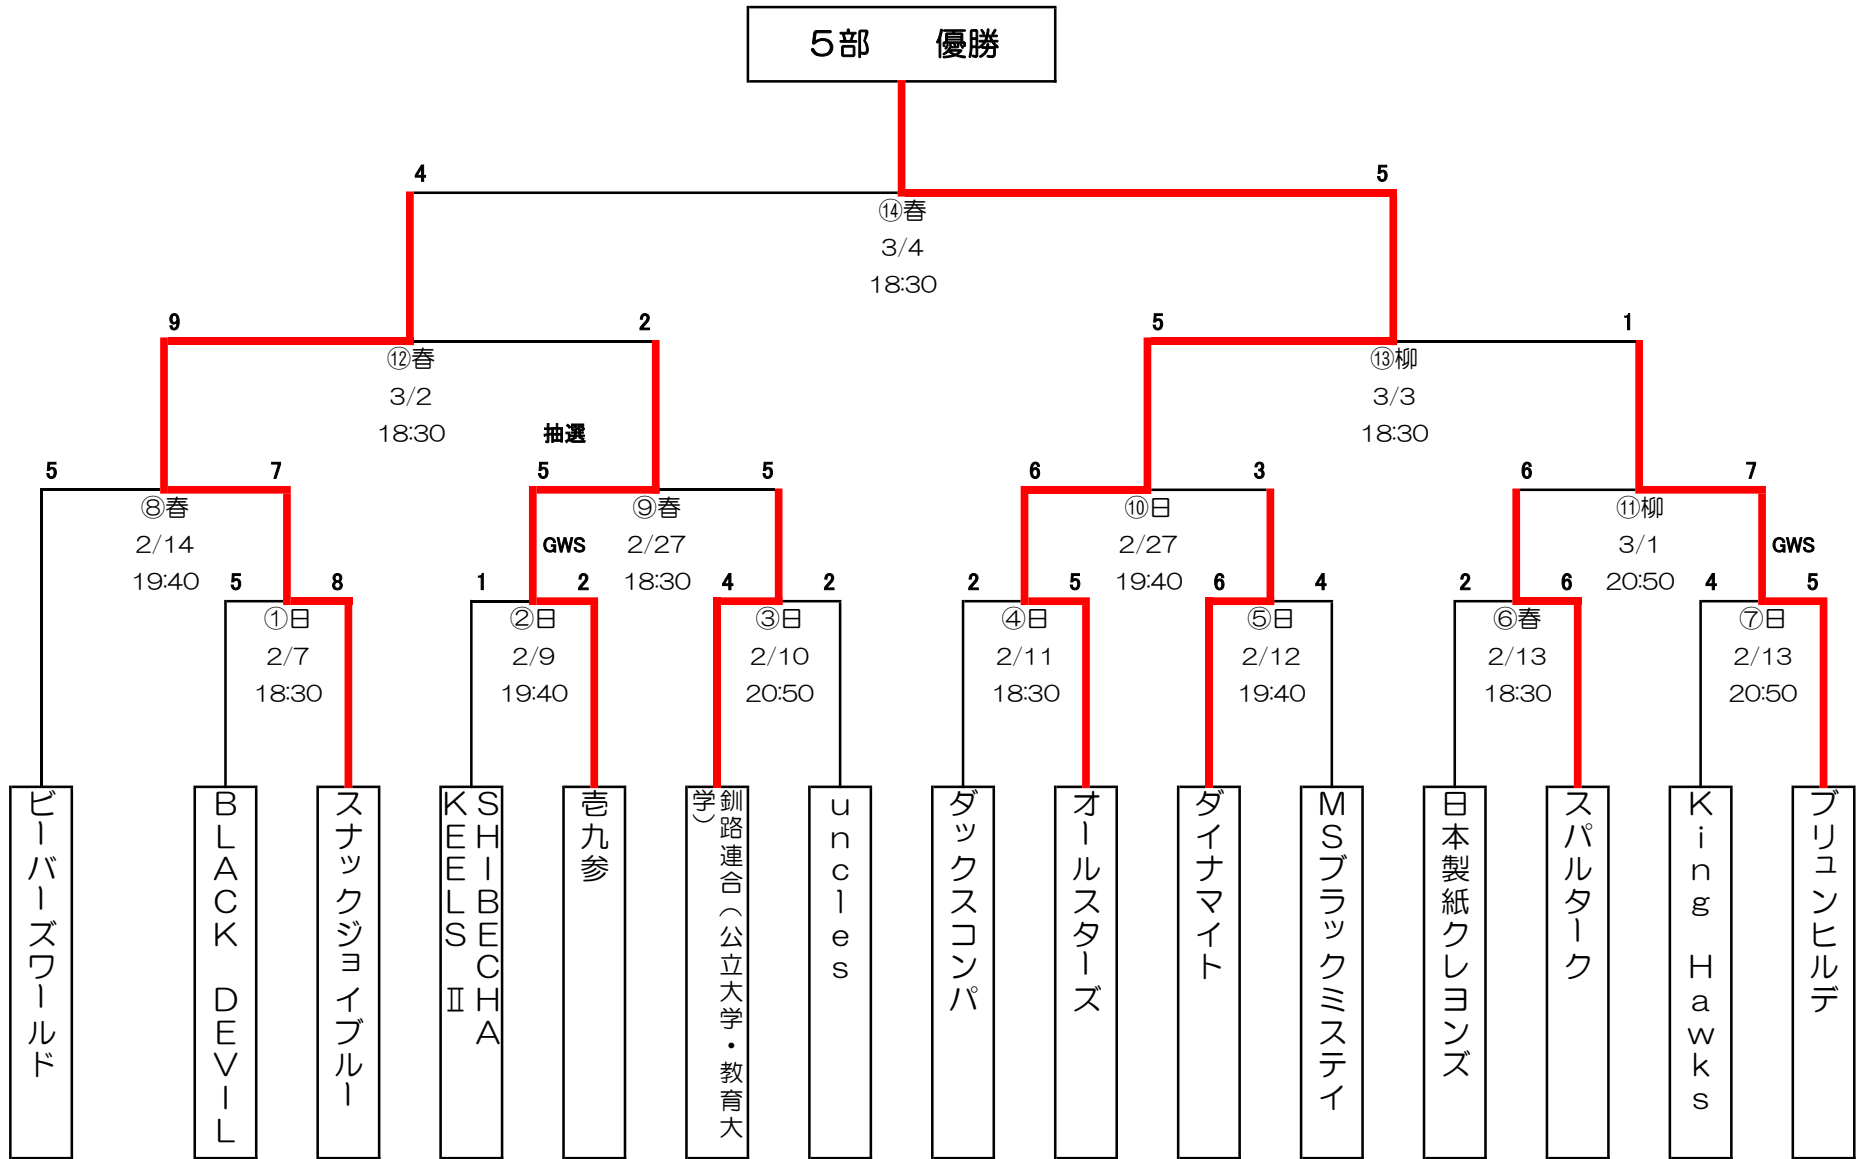 5部　　優勝
4
5
⑭春
3/4
18:30
9
2
5
1
⑫春
3/2
18:30
⑬柳
3/3
18:30
抽選
5
7
5
5
6
3
6
7
⑧春
2/14
19:40
⑨春
2/27
18:30
⑩日
2/27
19:40
⑪柳
3/1
20:50
GWS
GWS
5
8
1
2
4
2
2
5
6
4
2
6
4
5
①日
2/7
18:30
②日
2/9
19:40
③日
2/10
20:50
④日
2/11
18:30
⑤日
2/12
19:40
⑥春
2/13
18:30
⑦日
2/13
20:50
ビーバーズワールド
BLACK DEVIL
スナックジョイブルー
SHIBECHA
KEELS Ⅱ
壱九参
釧路連合（公立大学・教育大
学）
uncles
ダックスコンパ
オールスターズ
ダイナマイト
MSブラックミステイ
日本製紙クレヨンズ
スパルターク
King Hawks
ブリュンヒルデ